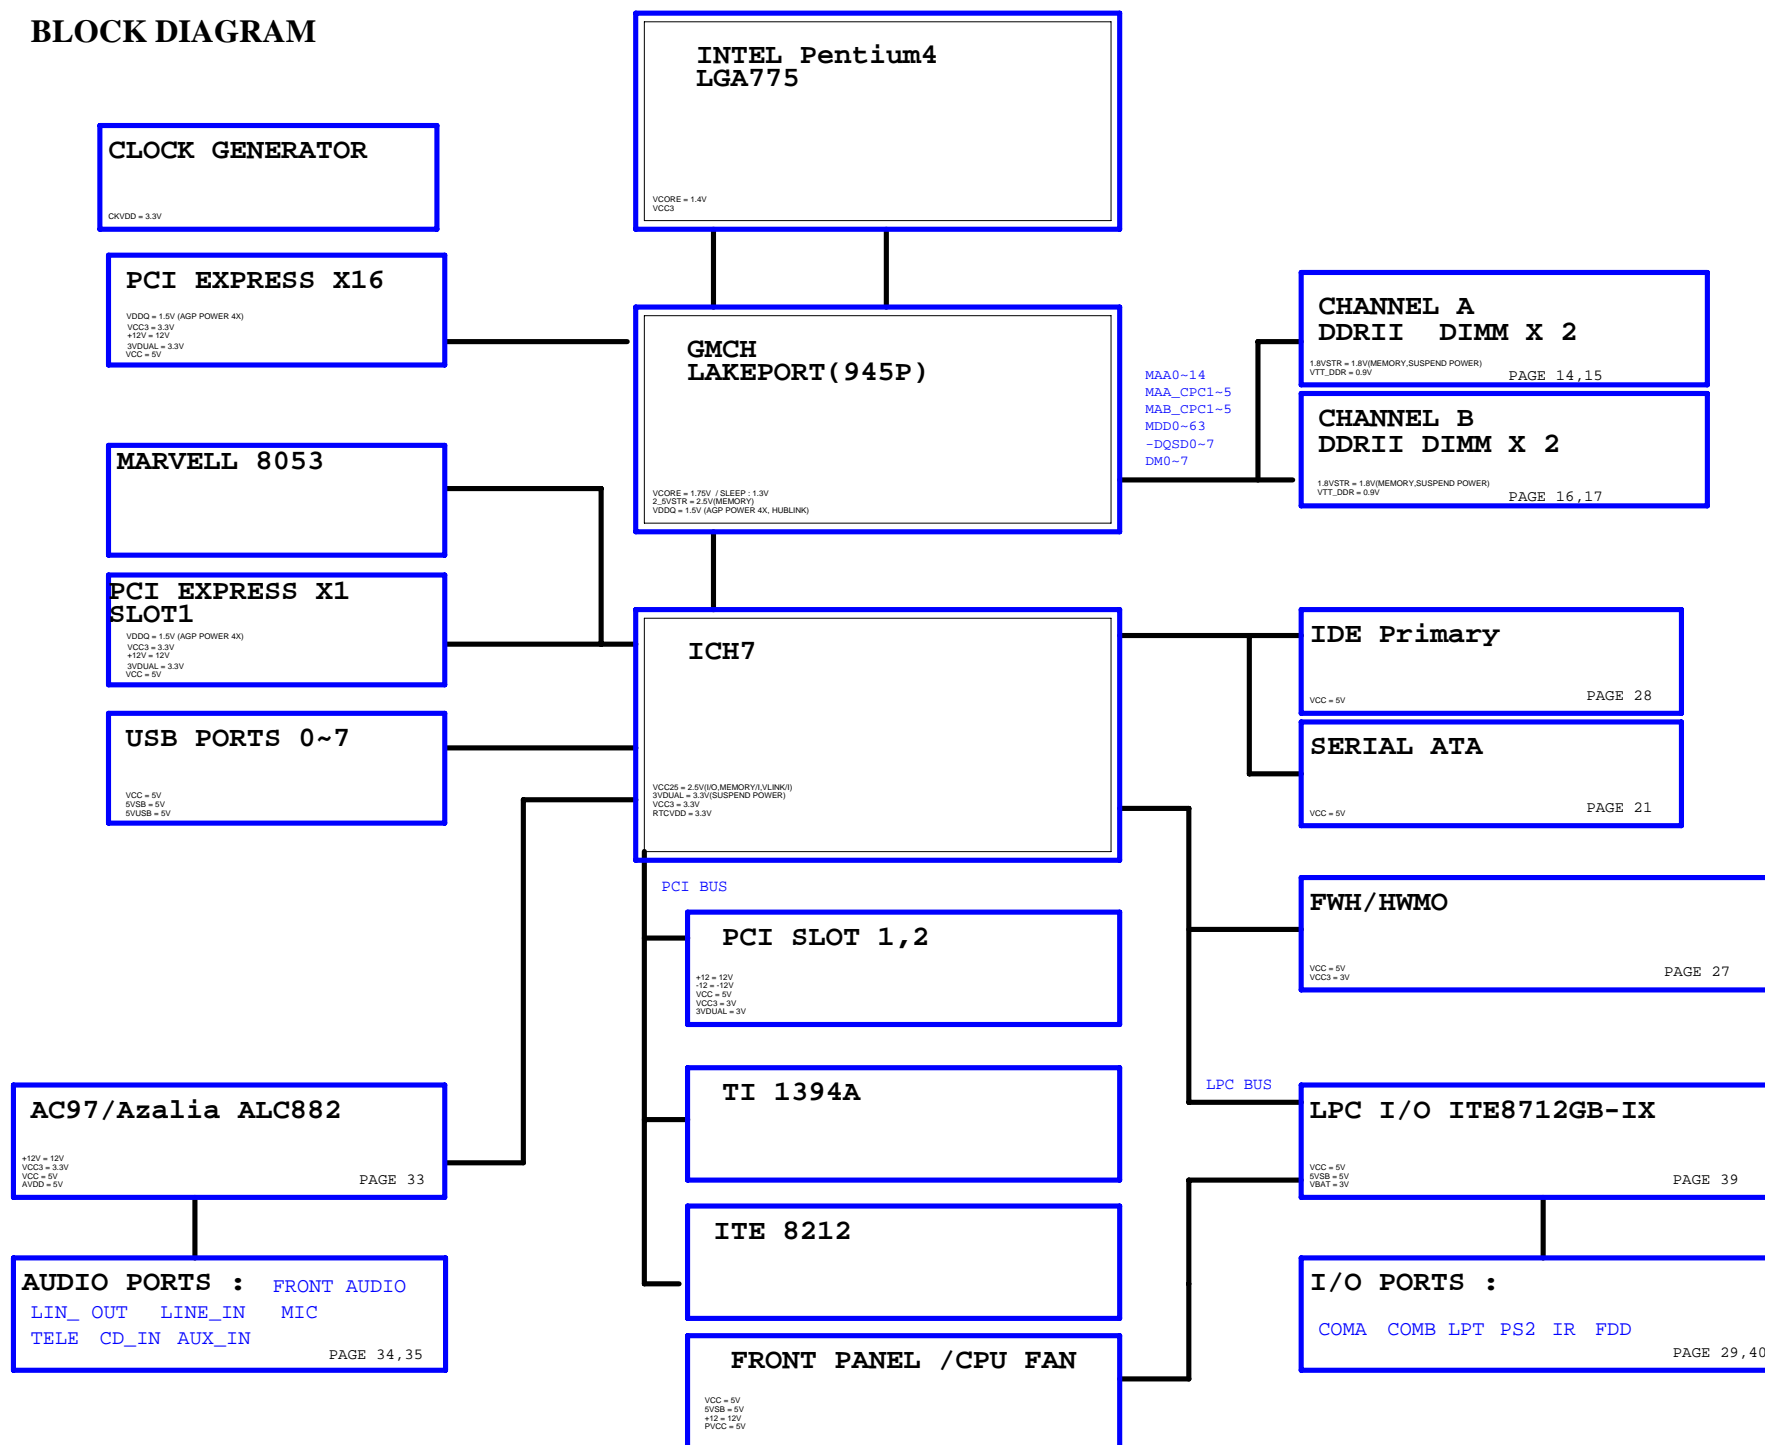 BLOCK DIAGRAM
INTEL Pentium4
LGA775
VCORE = 1.4V
VCC3
CLOCK GENERATOR
CKVDD = 3.3V
PCI EXPRESS X16
VDDQ = 1.5V (AGP POWER 4X)
VCC3 = 3.3V
+12V = 12V
3VDUAL = 3.3V
VCC = 5V
GMCH
LAKEPORT(945P)
VCORE = 1.75V / SLEEP : 1.3V
2_5VSTR = 2.5V(MEMORY)
VDDQ = 1.5V (AGP POWER 4X, HUBLINK)
MAA0~14
MAA_CPC1~5
MAB_CPC1~5
MDD0~63
-DQSD0~7
DM0~7
CHANNEL A
DDRII DIMM X 2
1.8VSTR = 1.8V(MEMORY,SUSPEND POWER)
VTT_DDR = 0.9V
PAGE 14,15
CHANNEL B
DDRII DIMM X 2
1.8VSTR = 1.8V(MEMORY,SUSPEND POWER)
VTT_DDR = 0.9V
PAGE 16,17
MARVELL 8053
PCI EXPRESS X1
SLOT1
VDDQ = 1.5V (AGP POWER 4X)
VCC3 = 3.3V
+12V = 12V
3VDUAL = 3.3V
VCC = 5V
USB PORTS 0~7
VCC = 5V
5VSB = 5V
5VUSB = 5V
ICH7
VCC25 = 2.5V(I/O,MEMORY/I,VLINK/I)
3VDUAL = 3.3V(SUSPEND POWER)
VCC3 = 3.3V
RTCVDD = 3.3V
IDE Primary
VCC = 5V
PAGE 28
SERIAL ATA
VCC = 5V
PAGE 21
PCI BUS
PCI SLOT 1,2
+12 = 12V
-12 = -12V
VCC = 5V
VCC3 = 3V
3VDUAL = 3V
FWH/HWMO
VCC = 5V
VCC3 = 3V
PAGE 27
TI 1394A
LPC BUS
LPC I/O ITE8712GB-IX
VCC = 5V
5VSB = 5V
VBAT = 3V
PAGE 39
AC97/Azalia ALC882
+12V = 12V
VCC3 = 3.3V
VCC = 5V
AVDD = 5V
PAGE 33
ITE 8212
AUDIO PORTS : FRONT AUDIO
LIN_ OUT LINE_IN MIC
TELE CD_IN AUX_IN
PAGE 34,35
I/O PORTS :
COMA COMB LPT PS2 IR FDD
PAGE 29,40
FRONT PANEL /CPU FAN
VCC = 5V
5VSB = 5V
+12 = 12V
PVCC = 5V